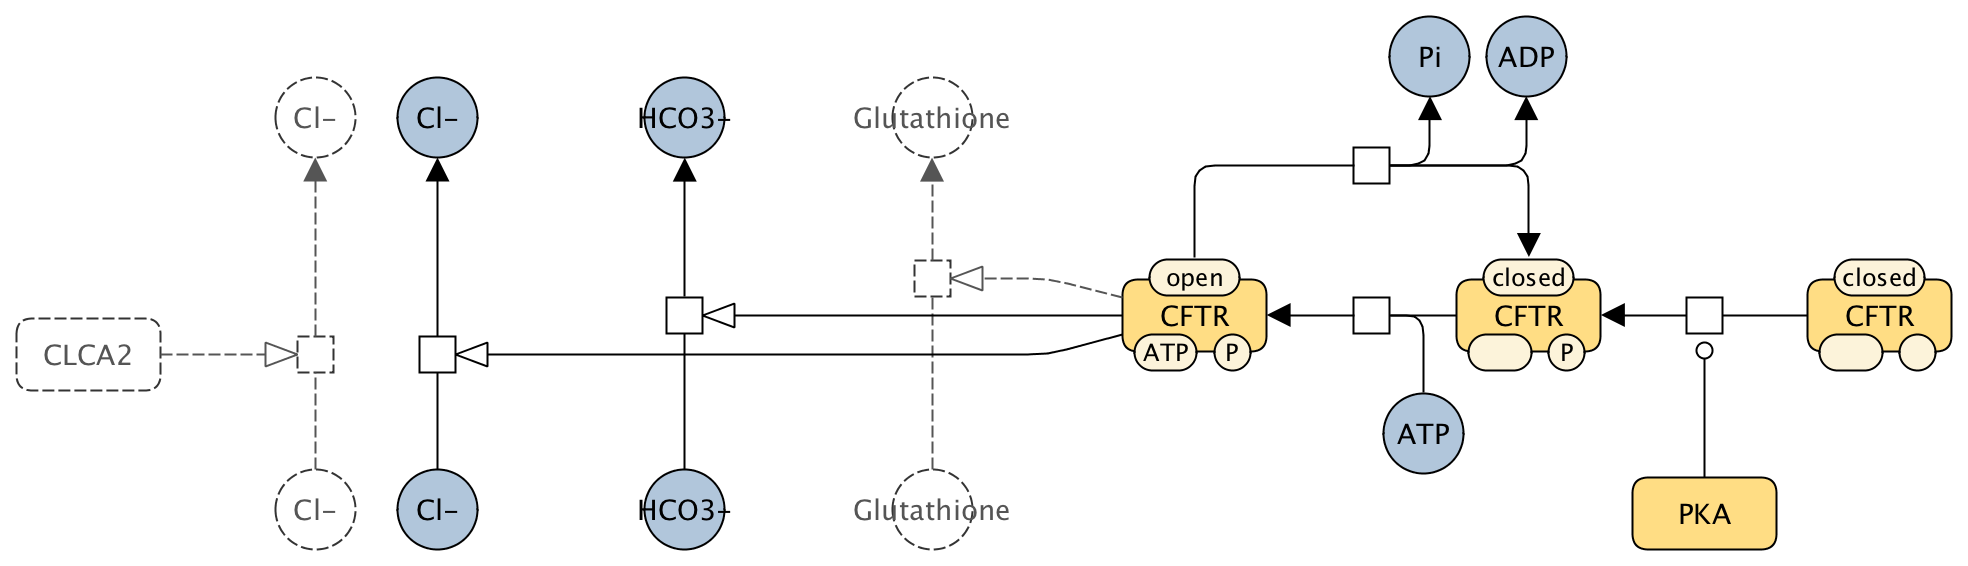 Pi
ADP
Cl–
Cl–
HCO3+
Glutathione
open
closed
closed
CFTR
CFTR
CFTR
CLCA2
ATP
P
P
ATP
Cl–
Cl–
HCO3+
Glutathione
PKA